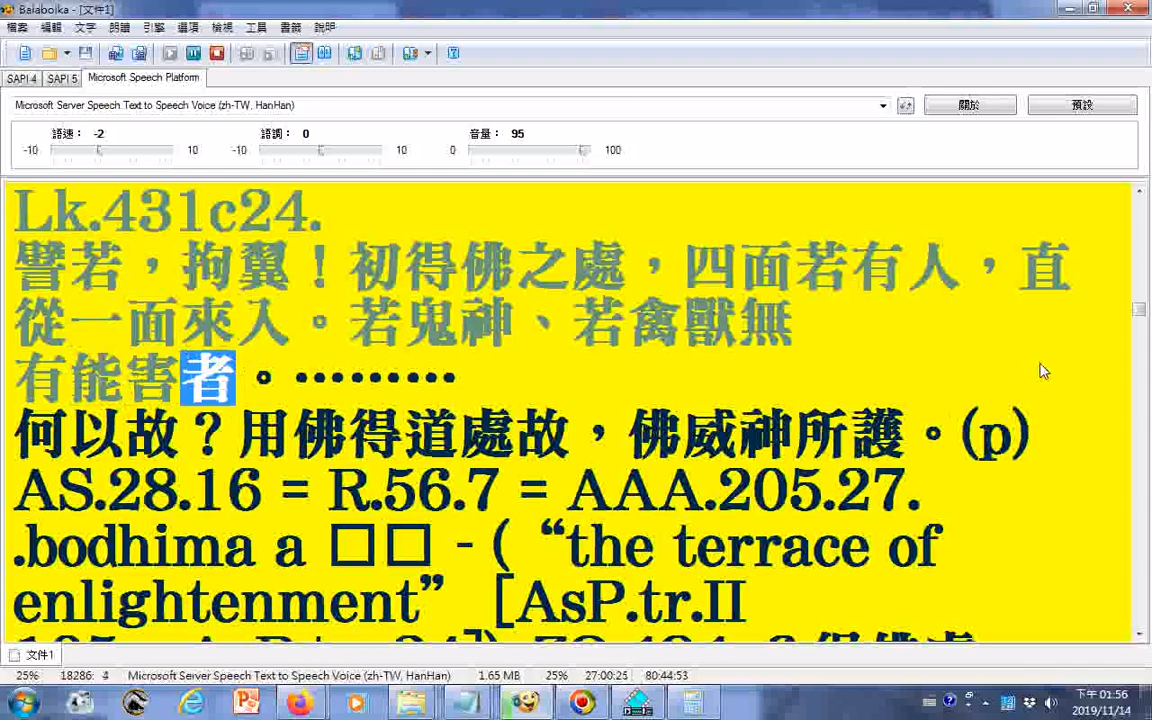 Balabolka - [文件1]
檔案 編輯 文字 朗讀 引擎 選項 檢視 工具 書籤 說明
SAPI 4 SAPI 5 Microsoft Speech Platform
Microsoft Server Speech Text to Speech Voice (zh-TW, HanHan) 關於 預設
語速： -2 語調： 0 音量： 95
-10 10 -10 10 0 100
Lk.431c24.
譬若，拘翼！初得佛之處，四面若有人，直
從一面來入。若鬼神、若禽獸無
有能害者。⋯⋯⋯
何以故？用佛得道處故，佛威神所護。(p)
AS.28.16 = R.56.7 = AAA.205.27.
.bodhima a □□ - ( “the terrace of
enlightenment” [AsP.tr.II
文件1
25% 18286: 4 Microsoft Server Speech Text to Speech Voice (zh-TW, HanHan) 1.65 MB 25% 27:00:25 80:44:53
下午 01:56
2019/11/14